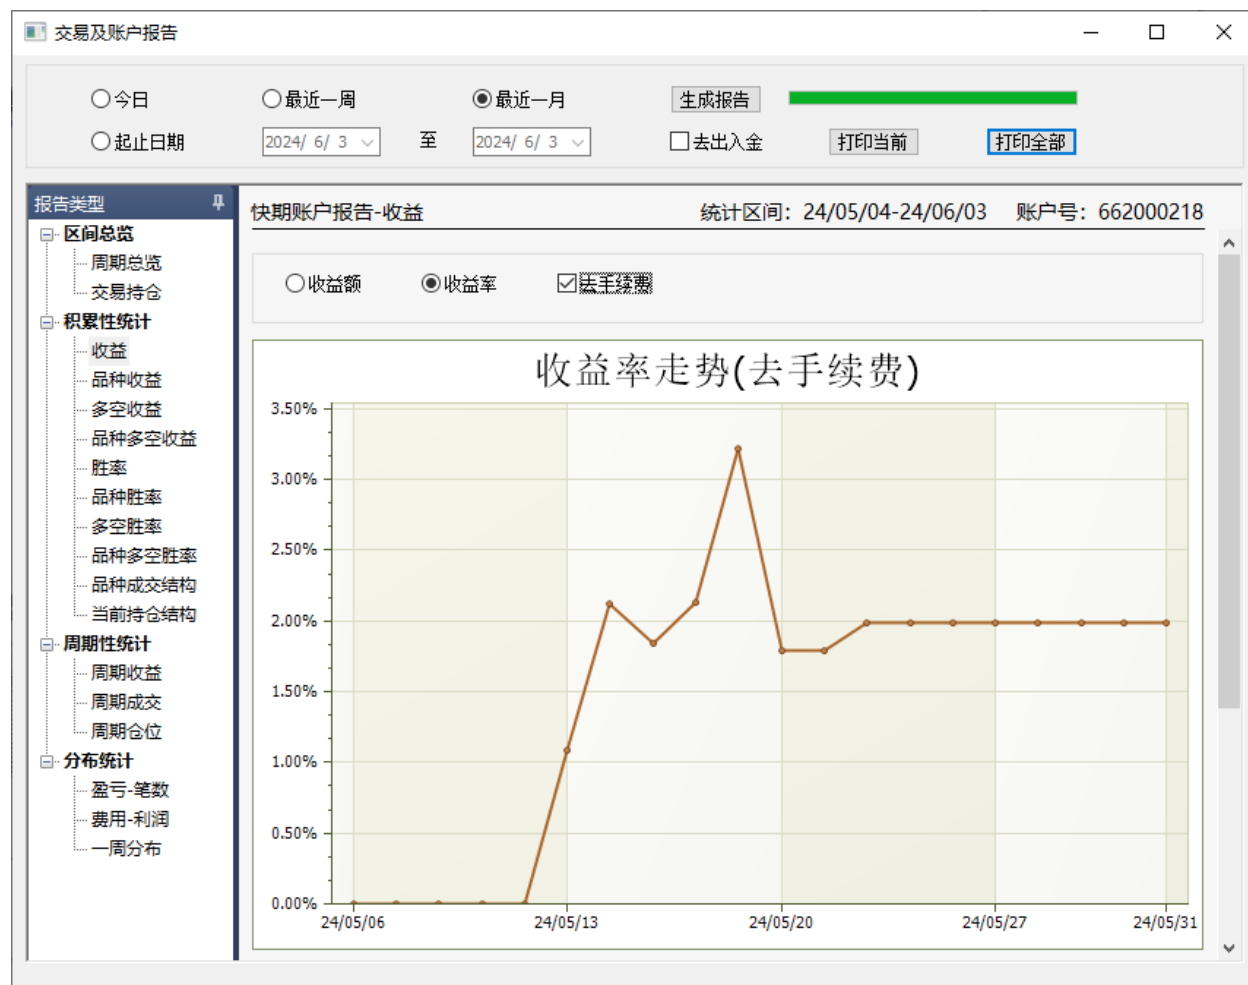 交易及账户报告
今日 最近一周 最近一月 生成报告
起止日期 2024/ 6/ 3 至 2024/ 6/ 3 去出入金 打印当前 打印全部
报告类型
区间总览
周期总览
交易持仓
积累性统计
收益
品种收益
多空收益
品种多空收益
胜率
品种胜率
多空胜率
品种多空胜率
品种成交结构
当前持仓结构
周期性统计
周期收益
周期成交
周期仓位
分布统计
盈亏-笔数
费用-利润
一周分布
快期账户报告-收益 统计区间：24/05/04-24/06/03 账户号：662000218
收益额 收益率 去手续费
收益率走势(去手续费)
3.50%
3.00%
2.50%
2.00%
1.50%
1.00%
0.50%
0.00%
24/05/06 24/05/13 24/05/20 24/05/27 24/05/31